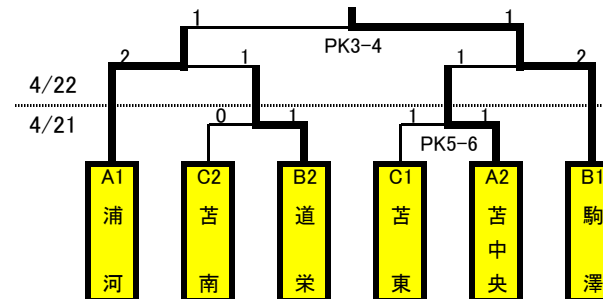 1 1
PK3-4
2 1 1 2
4/22
4/21
0 1 1 1
PK5-6
A1 C2 B2 C1 A2 B1
浦河
苫南
道栄
苫東
苫中央
駒澤